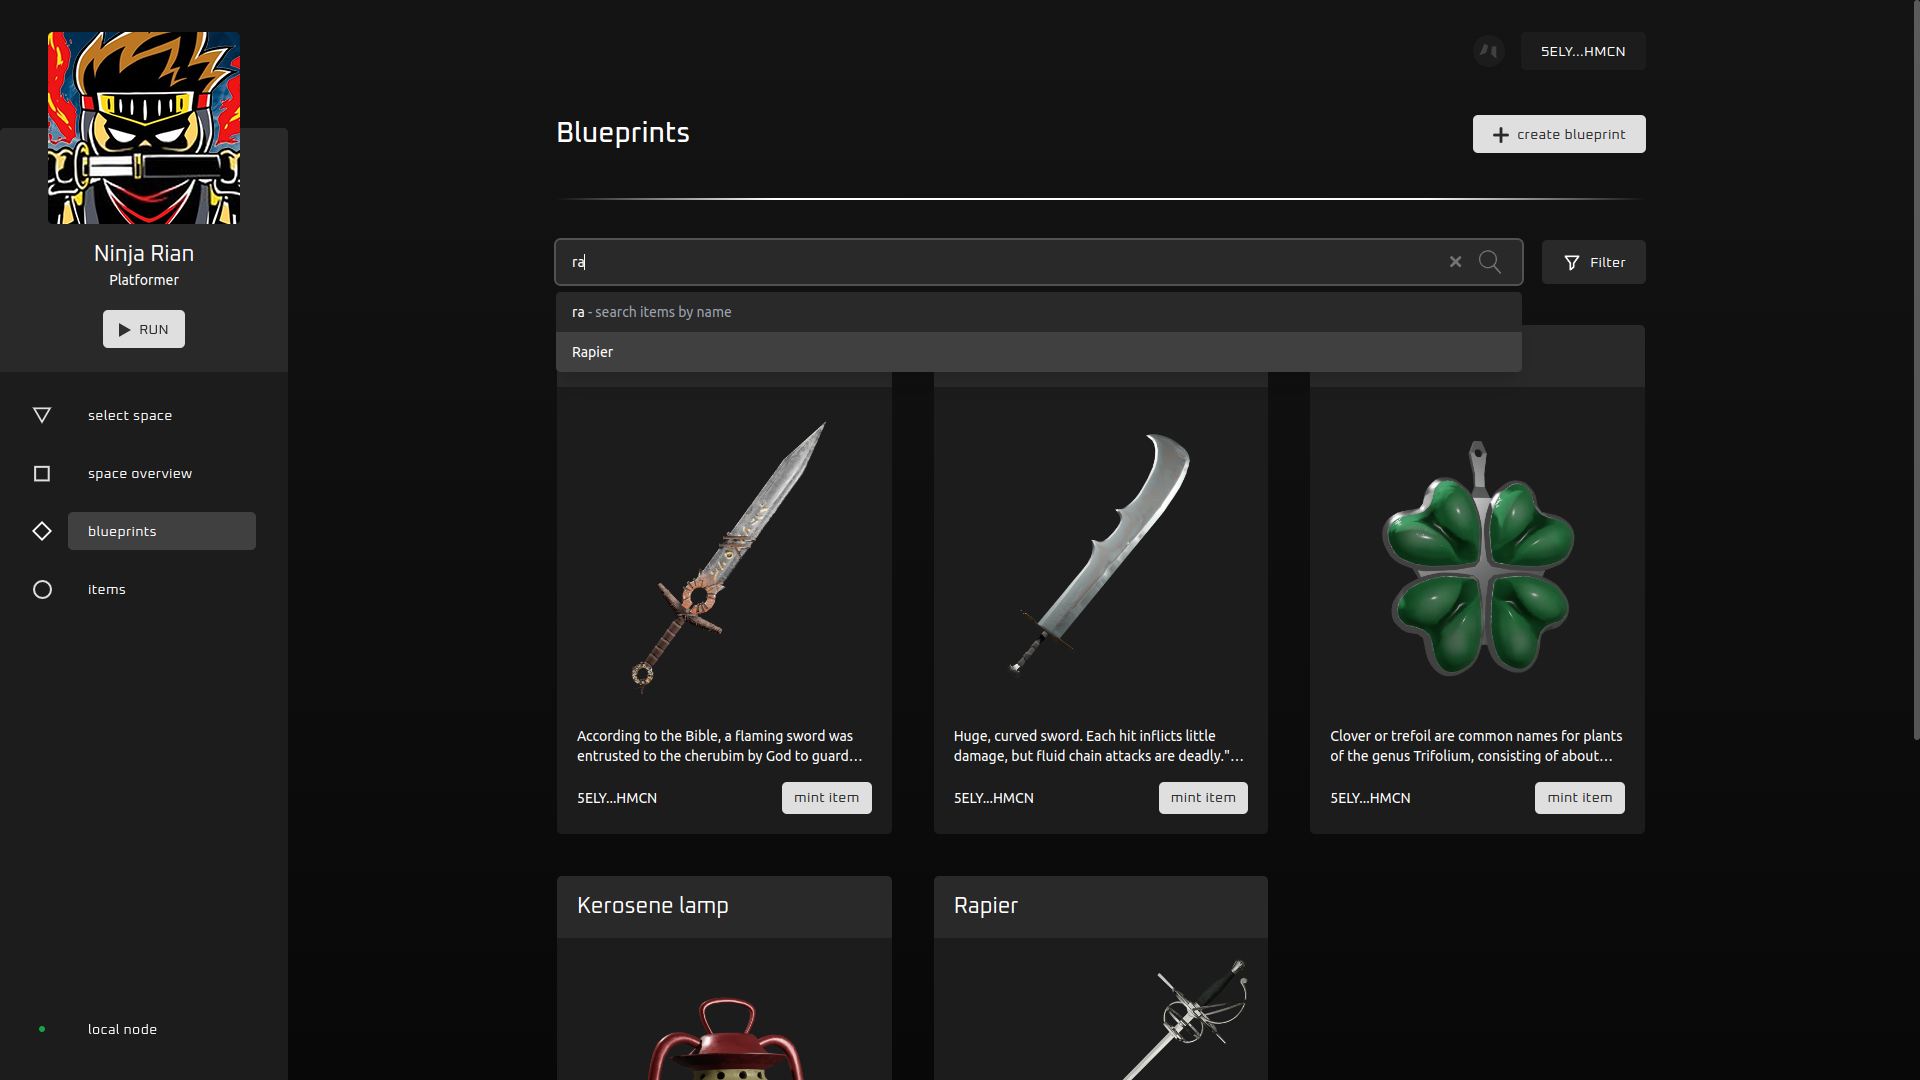 5ELY...HMCN
Ninja Rian
Platformer
RUN
select space
space overview
blueprints
items
local node
Blueprints
create blueprint
ra
Filter
ra - search items by name
Rapier
According to the Bible, a flaming sword was
entrusted to the cherubim by God to guard...
5ELY...HMCN
mint item
Huge, curved sword. Each hit inflicts little
damage, but fluid chain attacks are deadly."...
5ELY...HMCN
mint item
Clover or trefoil are common names for plants
of the genus Trifolium, consisting of about...
5ELY...HMCN
mint item
Kerosene lamp
Rapier